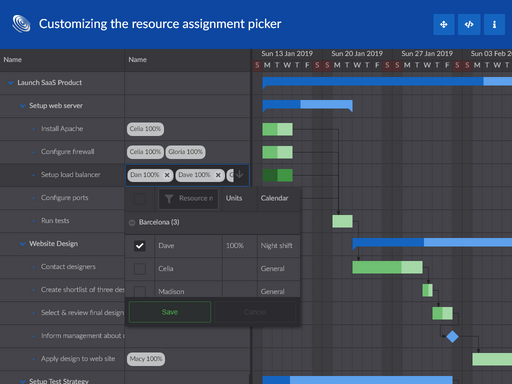 Customizing the resource assignment picker
Sun 13 Jan 2019 Sun 20 Jan 2019 Sun 27 Jan 2019 Sun 03 Feb 2
Name Name
S M T W T F S S M T W T F S S M T W T F S S M T W
Launch SaaS Product
Setup web server
Install Apache Celia 100%
Configure firewall Celia 100% Gloria 100%
Setup load balancer Dan 100% Dave 100% G
Configure ports
Resource n Units Calendar
Run tests
Barcelona (3)
Website Design
Dave 100% Night shift
Contact designers
Celia General
Create shortlist of three des
Madison General
Select & review final design
Save Cancel
Inform management about
Apply design to web site Macy 100%
Setup Test Strategy